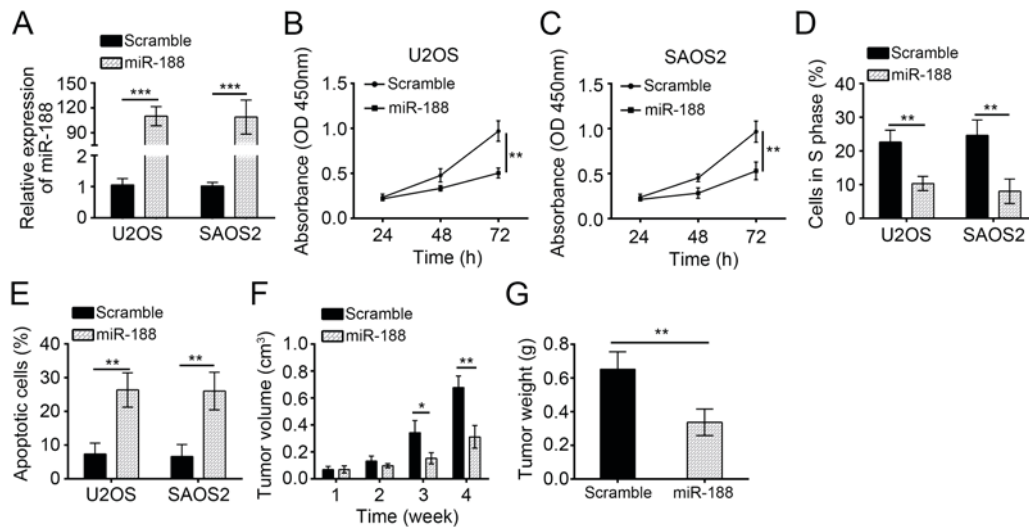 A
Scramble
miR-188
Relative expression
of miR-188
150
120
90
2
1
0
***
***
U2OS
SAOS2
B
U2OS
Absorbance (OD 450nm)
1.5
1.0
0.5
0.0
Scramble
miR-188
**
24
48
72
Time (h)
C
SAOS2
Absorbance (OD 450nm)
1.5
1.0
0.5
0.0
Scramble
miR-188
**
24
48
72
Time (h)
D
Scramble
miR-188
Cells in S phase (%)
40
30
20
10
0
**
**
U2OS
SAOS2
E
Scramble
miR-188
Apoptotic cells (%)
40
30
20
10
0
**
**
U2OS
SAOS2
F
Scramble
miR-188
Tumor volume (cm³)
1.0
0.8
0.6
0.4
0.2
0.0
*
**
1
2
3
4
Time (week)
G
Tumor weight (g)
0.8
0.6
0.4
0.2
0.0
**
Scramble
miR-188